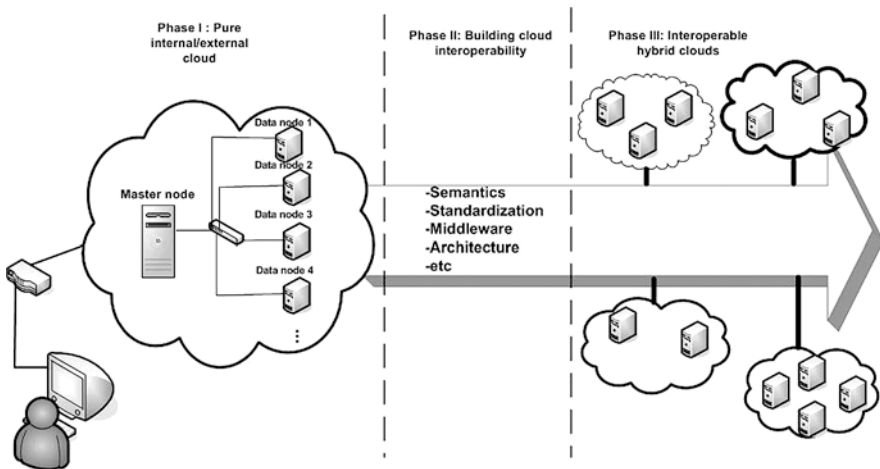 Phase I : Pure
internal/external
cloud
Phase II: Building cloud
interoperability
Phase III: Interoperable
hybrid clouds
Master node
Data node 1
Data node 2
Data node 3
Data node 4
...
-Semantics
-Standardization
-Middleware
-Architecture
-etc